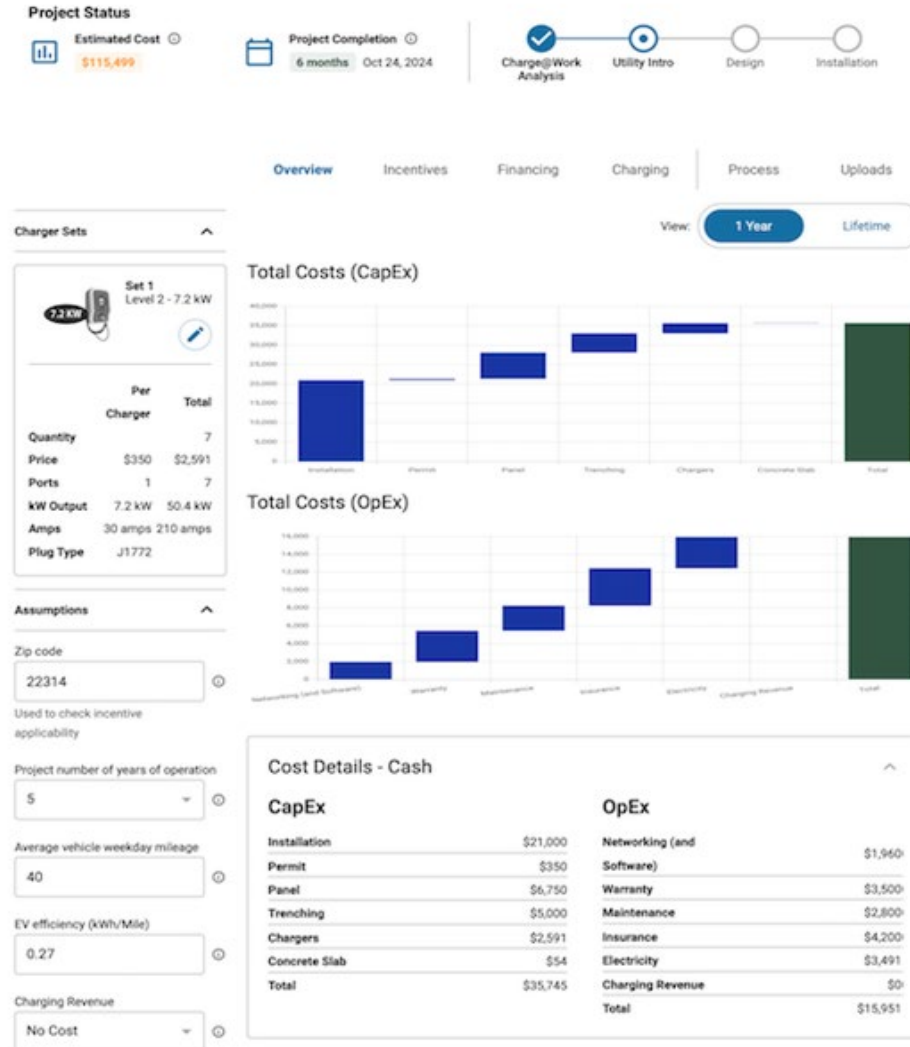 Project Status
Estimated Cost
$115,499
Project Completion
6 months Oct 24, 2024
Charge@Work Analysis
Utility Intro
Design
Installation
Overview
Incentives
Financing
Charging
Process
Uploads
View:
1 Year
Lifetime
Charger Sets
7.2 KW
Set 1
Level 2 - 7.2 kW
Per Charger Total
Quantity 7
Price $350 $2,591
Ports 1 7
kW Output 7.2 kW 50.4 kW
Amps 30 amps 210 amps
Plug Type J1772
Assumptions
Zip code
22314
Used to check incentive
applicability
Project number of years of operation
5
Average vehicle weekday mileage
40
EV efficiency (kWh/Mile)
0.27
Charging Revenue
No Cost
Total Costs (CapEx)
40,000
35,000
30,000
25,000
20,000
15,000
10,000
5,000
0
Installation Permit Panel Trenching Chargers Concrete Slab Total
Total Costs (OpEx)
16,000
14,000
12,000
10,000
8,000
6,000
4,000
2,000
0
Networking (and Software) Warranty Maintenance Insurance Electricity Charging Revenue Total
Cost Details - Cash
CapEx
Installation $21,000
Permit $350
Panel $6,750
Trenching $5,000
Chargers $2,591
Concrete Slab $54
Total $35,745
OpEx
Networking (and
Software) $1,960
Warranty $3,500
Maintenance $2,800
Insurance $4,200
Electricity $3,491
Charging Revenue $0
Total $15,951